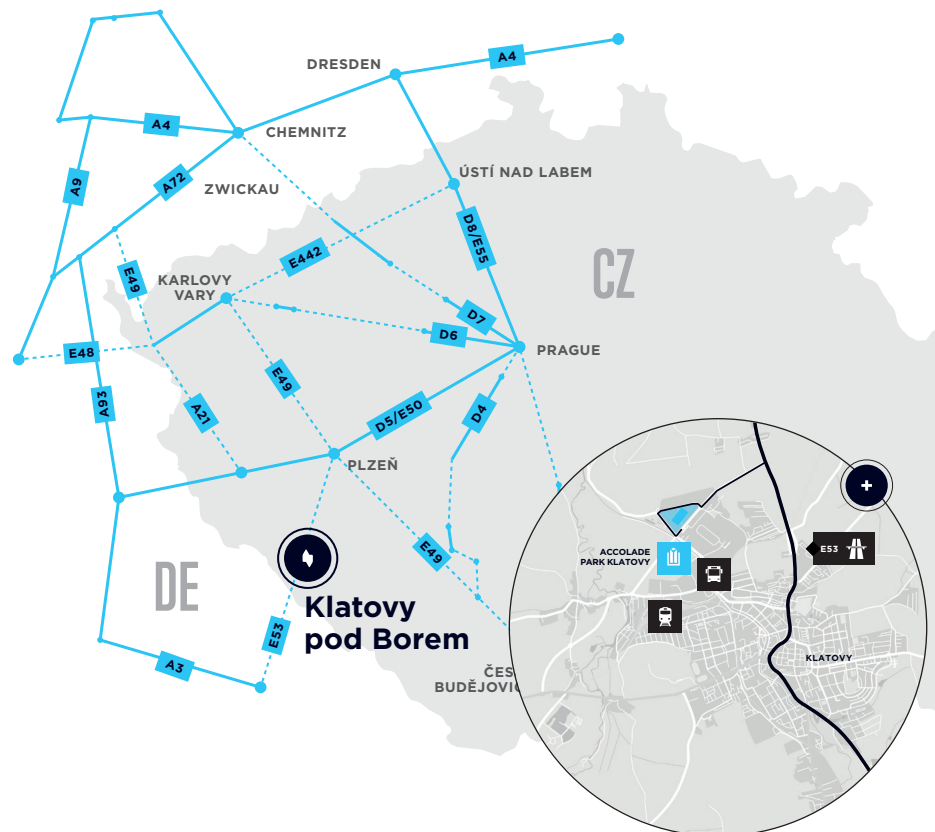 DRESDEN
A4
A4
CHEMNITZ
ZWICKAU
A72
A9
ÚSTÍ NAD LABEM
D8/E55
E442
CZ
E49
KARLOVY
VARY
D7
D6
PRAGUE
E48
E49
A93
A21
D5/E50
D4
PLZEŇ
E49
DE
Klatovy
pod Borem
E53
A3
ČES
BUDĚJOVIC
ACCOLADE
PARK KLATOVY
E53
KLATOVY